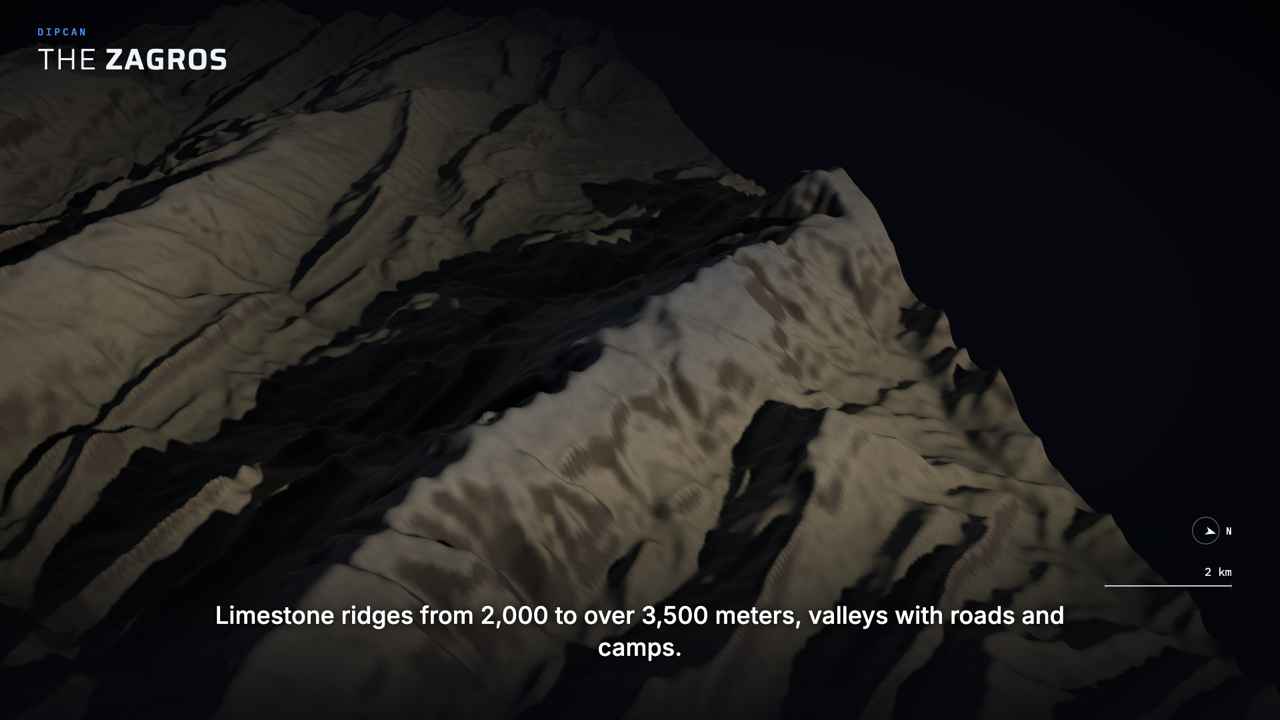 DIPCAN
THE ZAGROS
N
2 km
Limestone ridges from 2,000 to over 3,500 meters, valleys with roads and
camps.